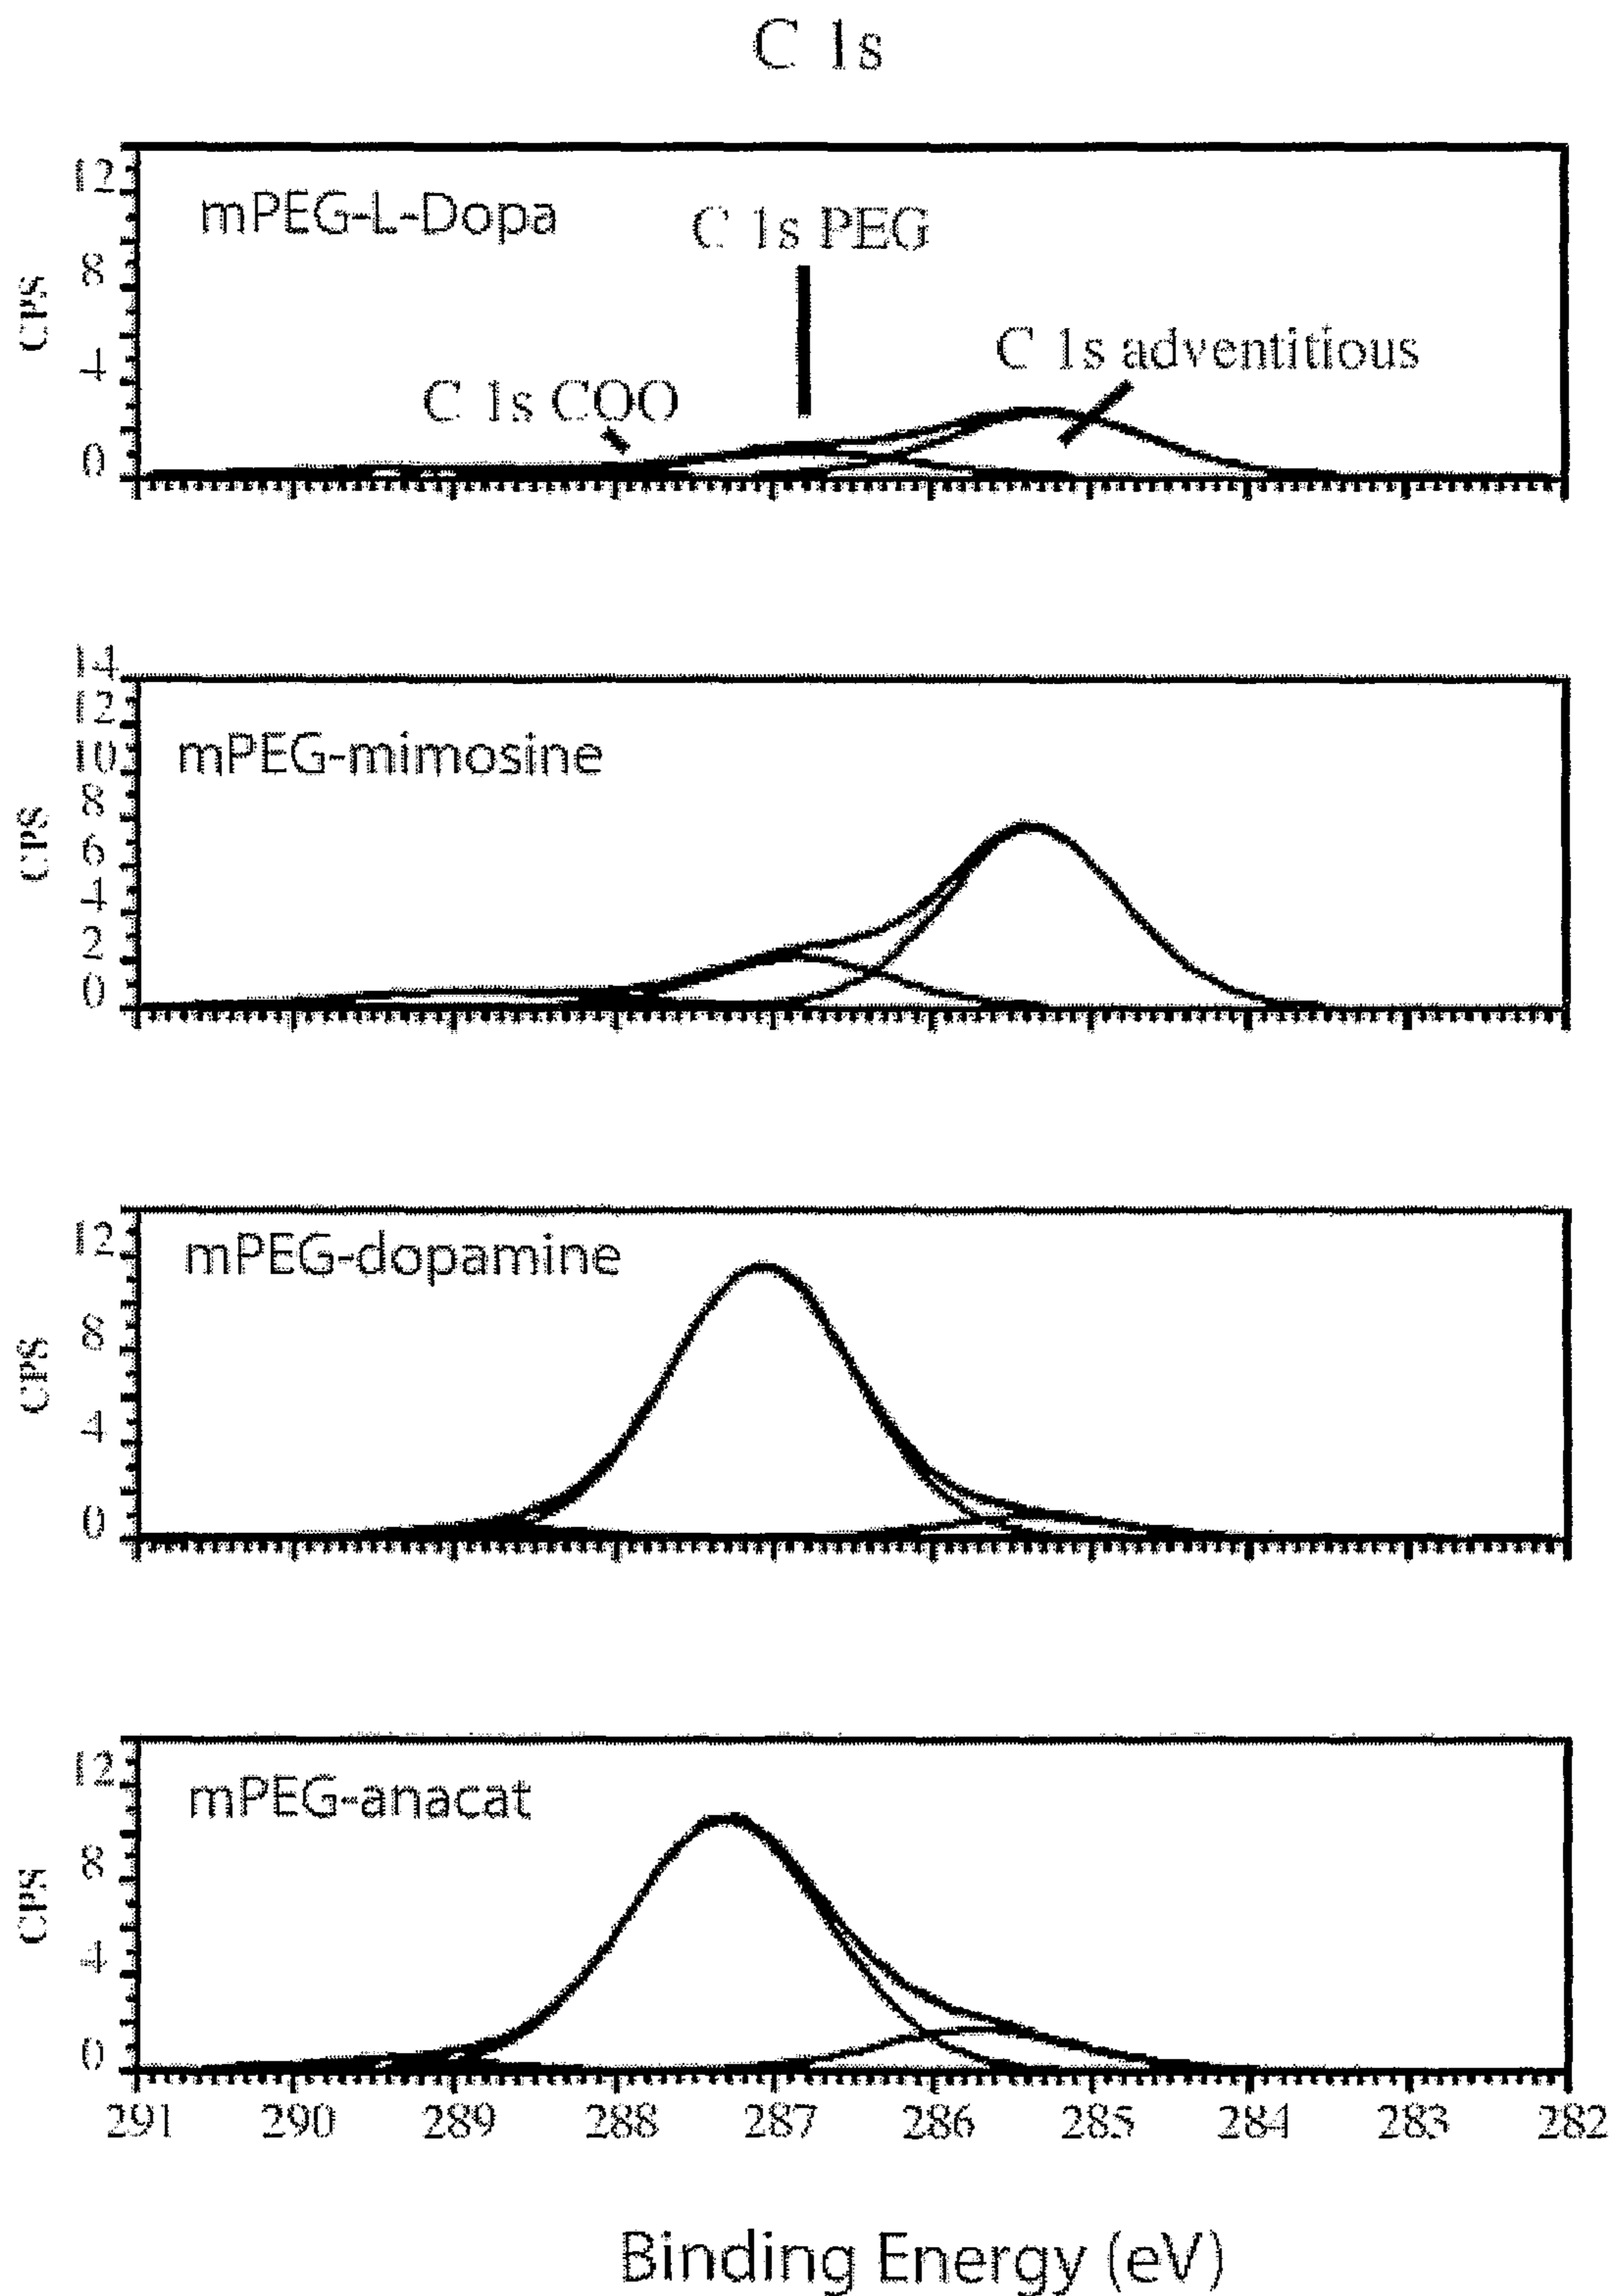 C 1s
12
mPEG-L-Dopa
C 1s PEG
8
CPS
C 1s adventitious
4
C 1s COO
0
14
12
mPEG-mimosine
10
8
CPS
6
4
2
0
12
mPEG-dopamine
8
CPS
4
0
12
mPEG-anacat
8
CPS
4
0
291 290 289 288 287 286 285 284 283 282
Binding Energy (eV)